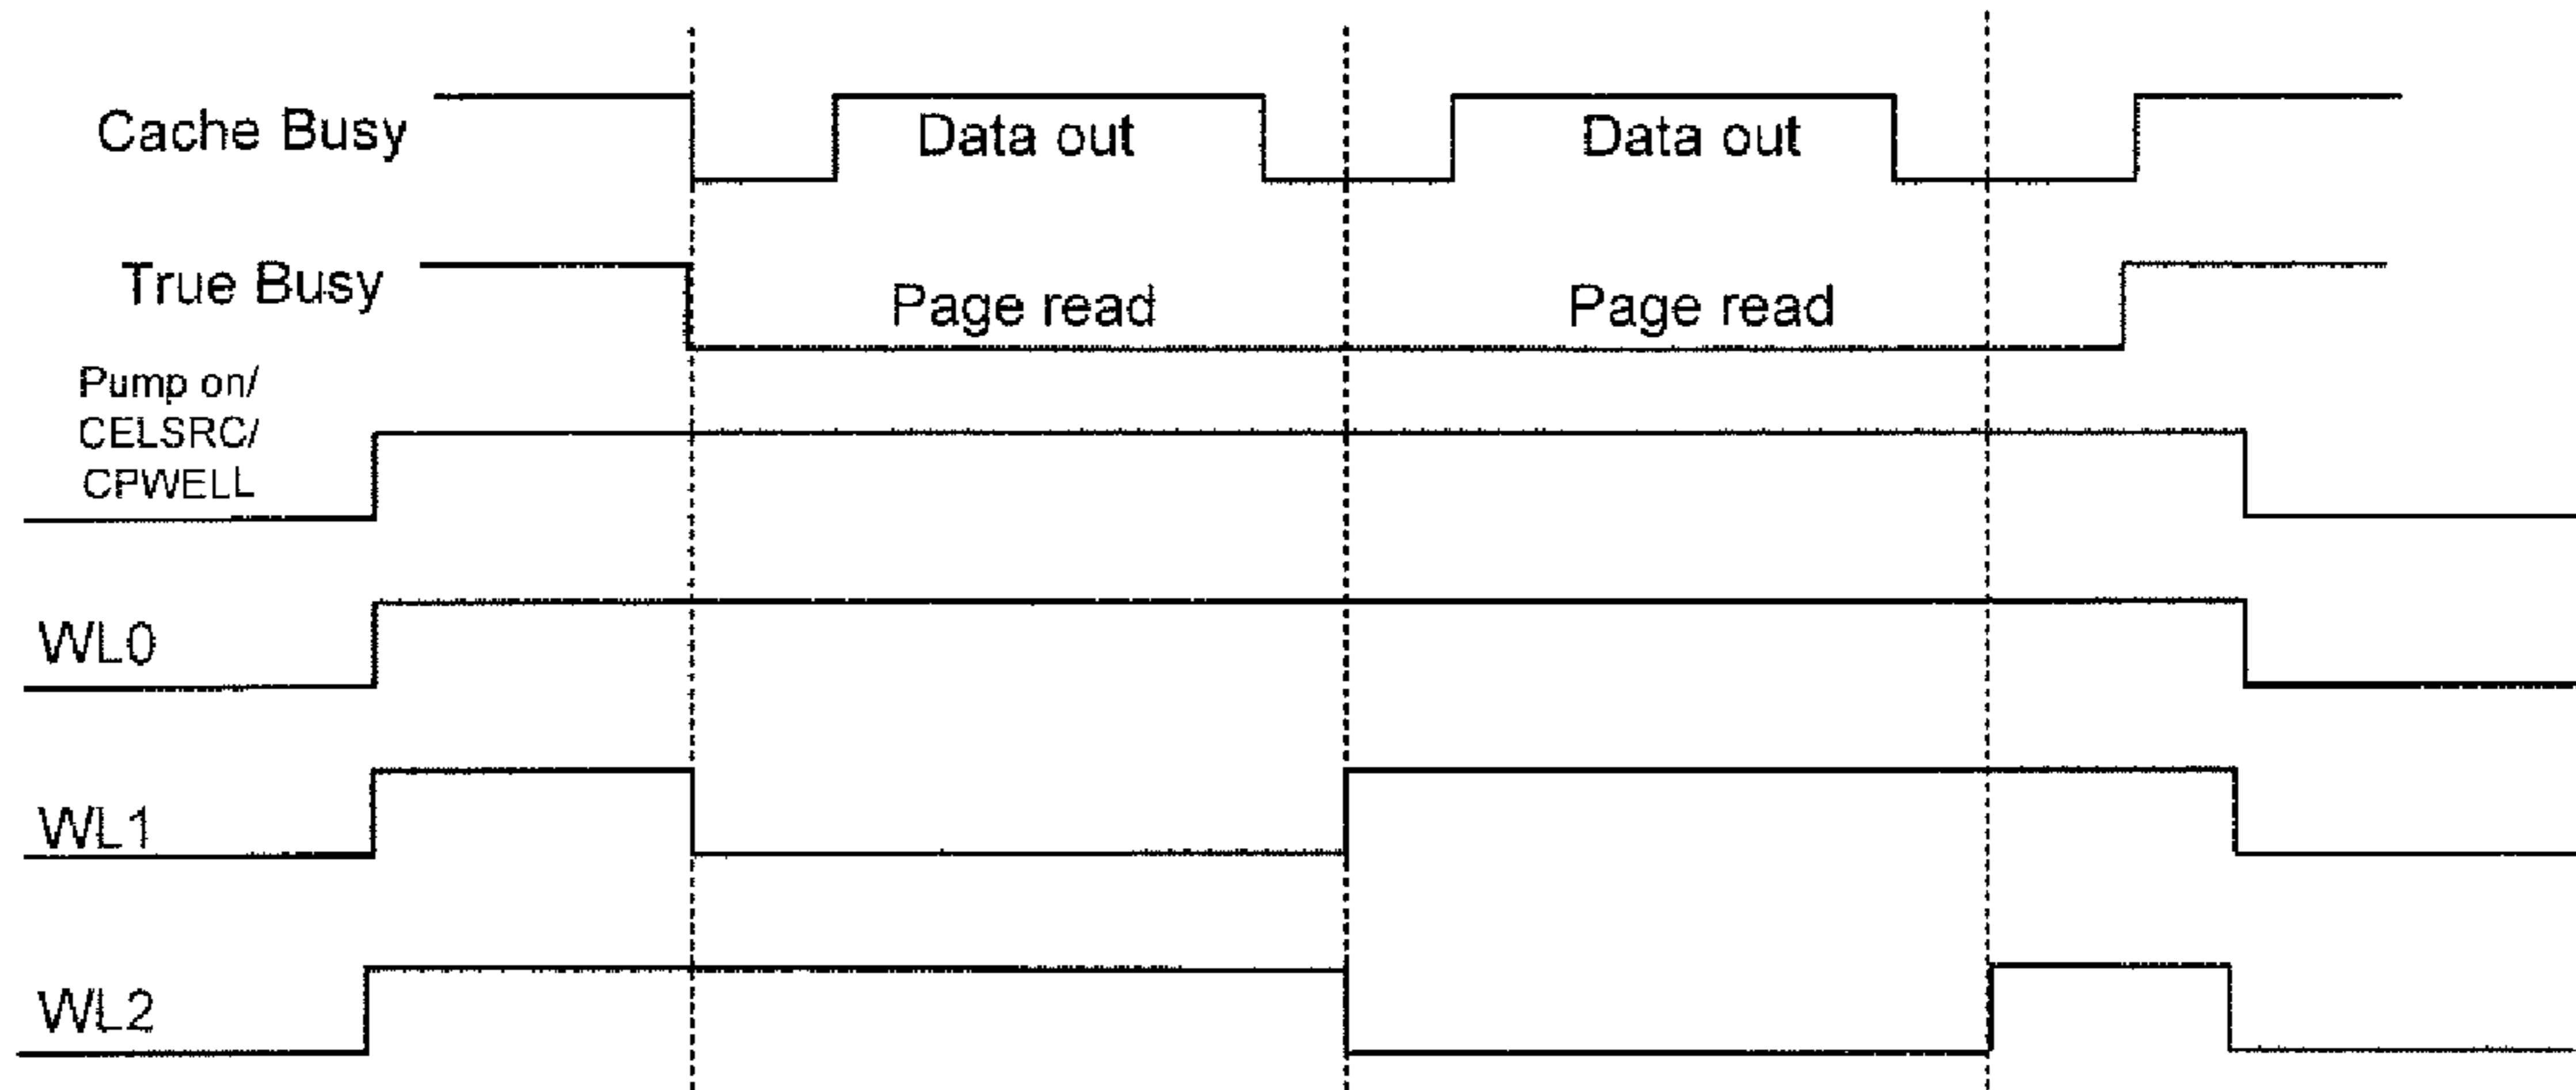 Cache Busy
Data out
Data out
True Busy
Page read
Page read
Pump on/
CELSRC/
CPWELL
WL0
WL1
WL2